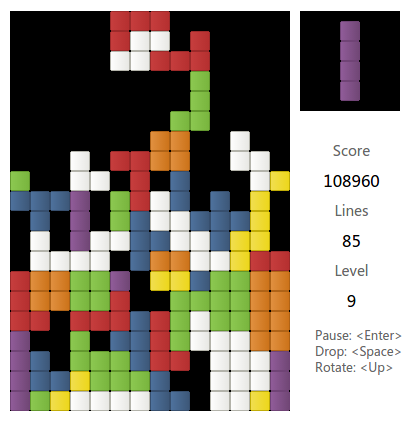 Score
108960
Lines
85
Level
9
Pause: <Enter>
Drop: <Space>
Rotate: <Up>